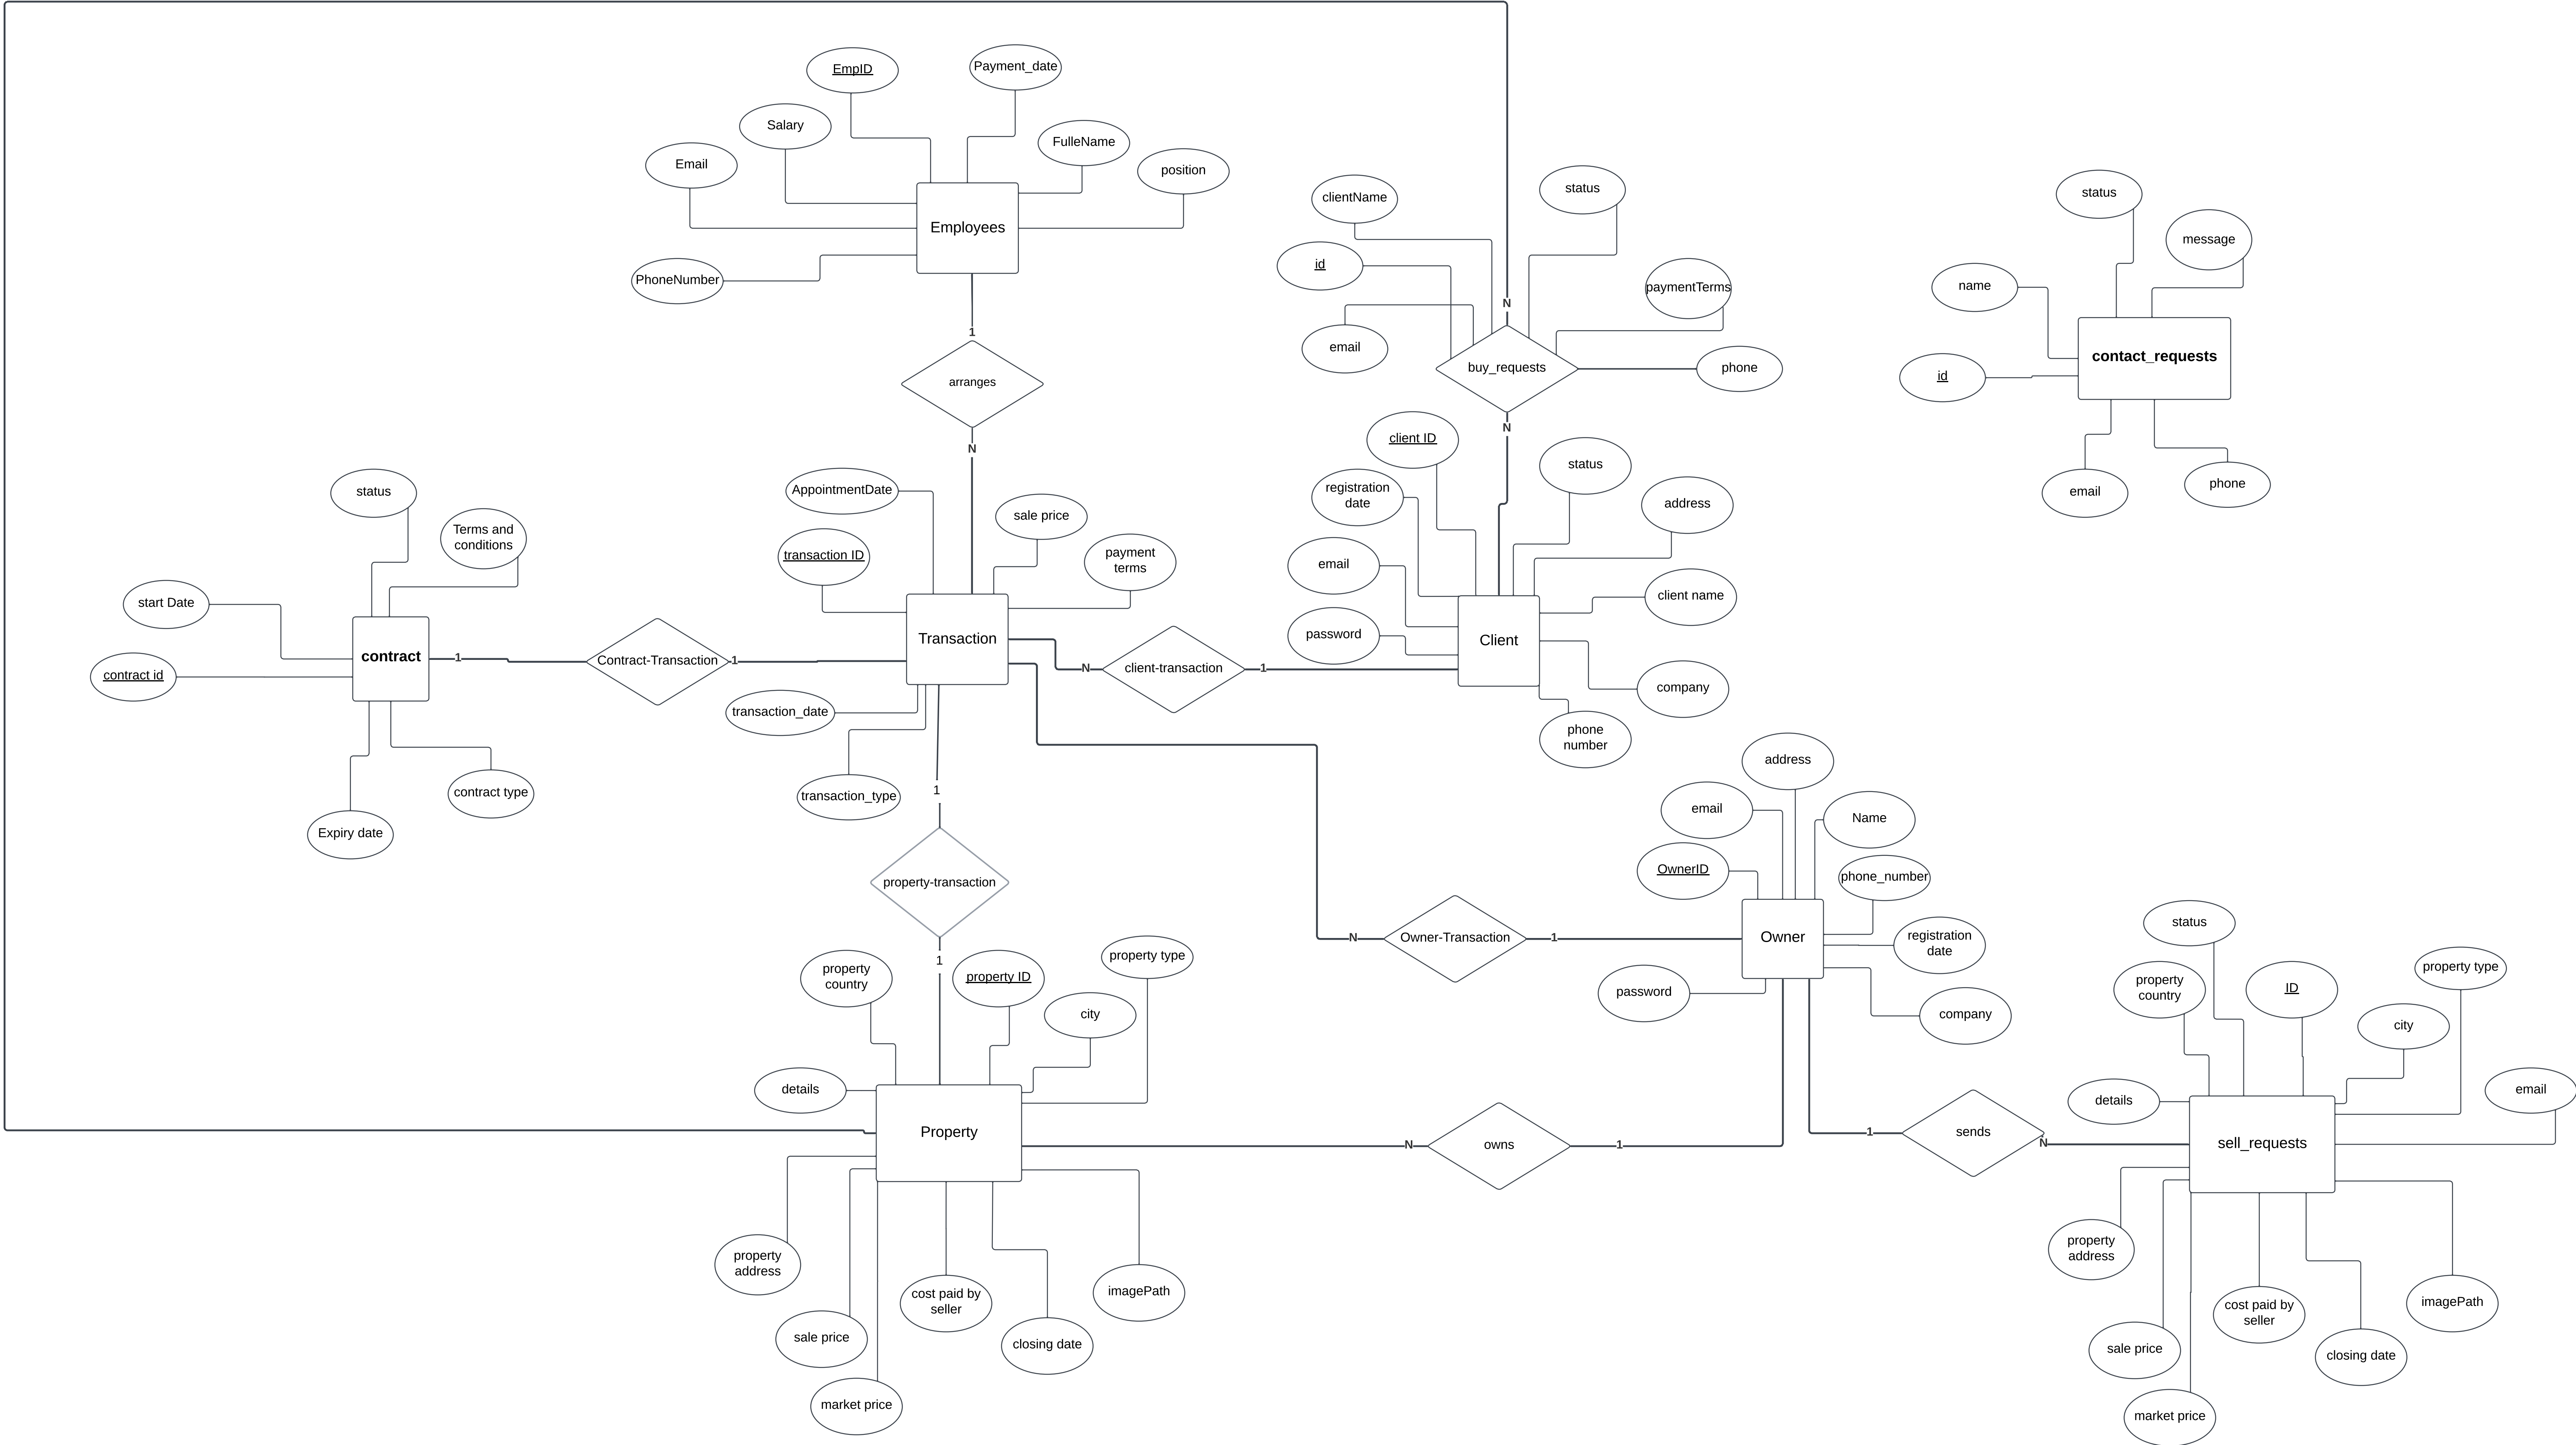 EmpID
Payment_date
Salary
FulleName
Email
position
Employees
PhoneNumber
1
arranges
N
clientName
status
id
paymentTerms
N
email
buy_requests
phone
N
status
message
name
contact_requests
id
email
phone
client ID
status
registration
date
address
email
client name
password
Client
company
phone
number
status
Terms and
conditions
start Date
contract
contract id
Expiry date
contract type
1
Contract-Transaction
1
AppointmentDate
sale price
transaction ID
payment
terms
Transaction
transaction_date
transaction_type
N
client-transaction
1
1
property-transaction
1
address
email
Name
OwnerID
phone_number
Owner
registration
date
password
company
N
Owner-Transaction
1
property
country
property ID
property type
city
details
Property
property
address
sale price
market price
cost paid by
seller
closing date
imagePath
N
owns
1
1
sends
N
status
property
country
ID
property type
city
details
email
sell_requests
property
address
sale price
market price
cost paid by
seller
closing date
imagePath